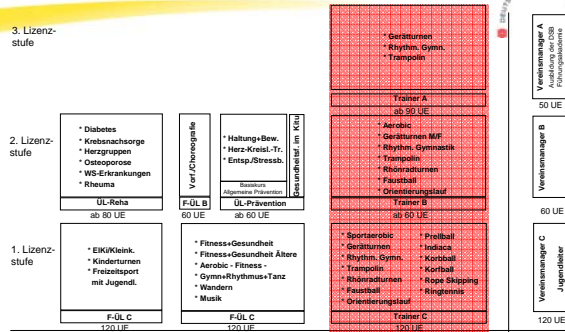 DEUTS
3. Lizenz-
stufe
* Gerätturnen
* Rhythm. Gymn.
* Trampolin
Trainer A
ab 90 UE
Vereinsmanager A
Ausbildung der DSB
Führungsakademie
50 UE
2. Lizenz-
stufe
* Diabetes
* Krebsnachsorge
* Herzgruppen
* Osteoporose
* WS-Erkrankungen
* Rheuma
ÜL-Reha
ab 80 UE
Vorf./Choreografie
F-ÜL B
60 UE
* Haltung+Bew.
* Herz-Kreisl.-Tr.
* Entsp./Stressb.
Basiskurs
Allgemeine Prävention
Gesundheitsf. im Kitu
ÜL-Prävention
ab 60 UE
* Aerobic
* Gerätturnen M/F
* Rhythm. Gymnastik
* Trampolin
* Rhönradturnen
* Faustball
* Orientierungslauf
Trainer B
ab 60 UE
Vereinsmanager B
60 UE
1. Lizenz-
stufe
* ElKi/Kleink.
* Kinderturnen
* Freizeitsport
mit Jugendl.
F-ÜL C
120 UE
* Fitness+Gesundheit
* Fitness+Gesundheit Ältere
* Aerobic - Fitness -
* Gymn+Rhythmus+Tanz
* Wandern
* Musik
F-ÜL C
120 UE
* Sportaerobic
* Gerätturnen
* Rhythm. Gymn.
* Trampolin
* Rhönradturnen
* Faustball
* Orientierungslauf
* Prellball
* Indiaca
* Korbball
* Korfball
* Rope Skipping
* Ringtennis
Trainer C
120 UE
Vereinsmanager C
Jugendleiter
120 UE